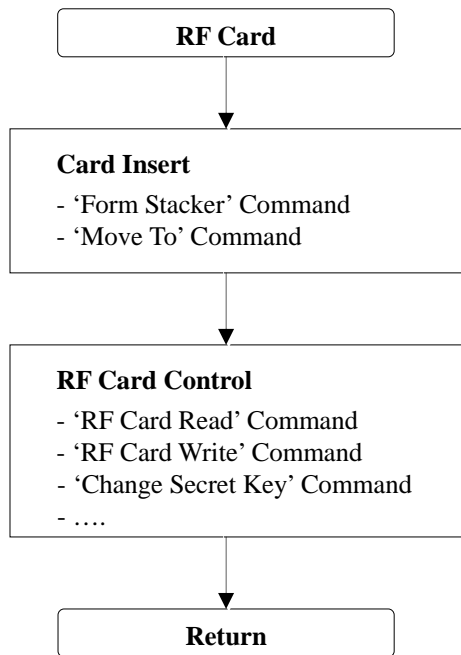 RF Card
Card Insert
- ‘Form Stacker’ Command
- ‘Move To’ Command
RF Card Control
- ‘RF Card Read’ Command
- ‘RF Card Write’ Command
- ‘Change Secret Key’ Command
- ….
Return